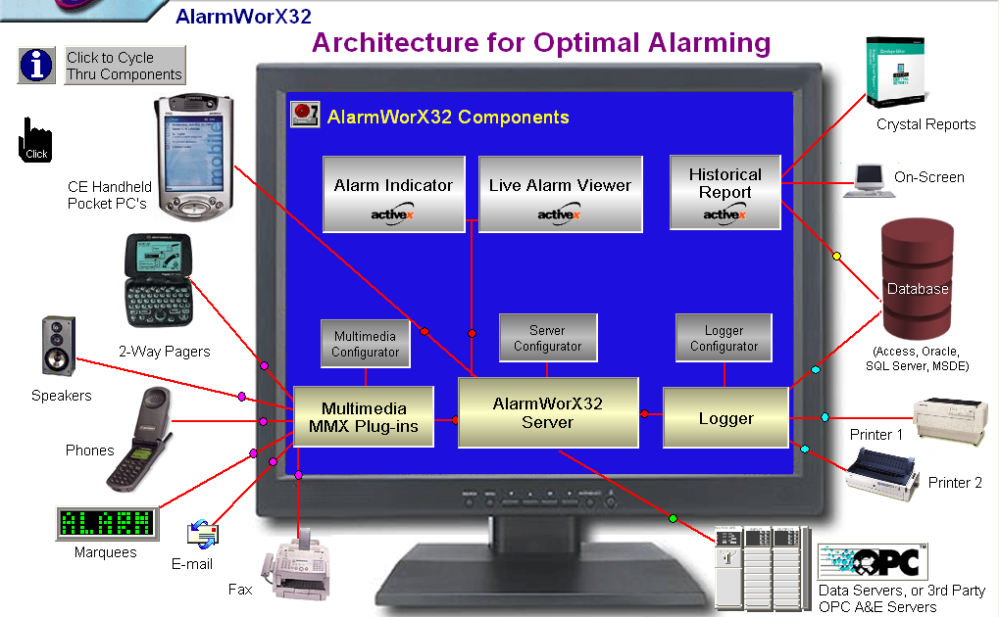 AlarmWorX32
Architecture for Optimal Alarming
Click to Cycle
Thru Components
Click
CE Handheld
Pocket PC's
2-Way Pagers
Speakers
Phones
ALARM
Marquees
E-mail
Fax
AlarmWorX32 Components
Alarm Indicator
activex
Live Alarm Viewer
activex
Historical
Report
activex
Multimedia
Configurator
Server
Configurator
Logger
Configurator
Multimedia
MMX Plug-ins
AlarmWorX32
Server
Logger
Crystal Reports
On-Screen
Database
(Access, Oracle,
SQL Server, MSDE)
Printer 1
Printer 2
OPC™
Data Servers, or 3rd Party
OPC A&E Servers